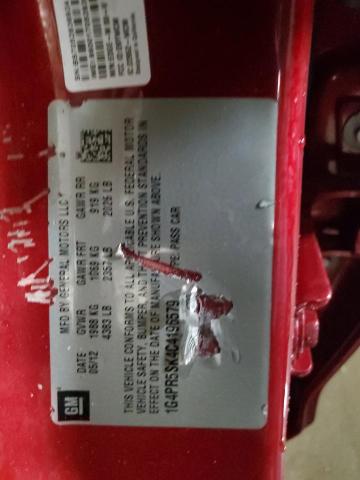 GM
MFD BY GENERAL MOTORS LLC
DATE GVWR GAWR FRT GAWR RR
05/12 1988 KG 1069 KG 919 KG
4383 LB 2357 LB 2026 LB
THIS VEHICLE CONFORMS TO ALL APPLICABLE U.S. FEDERAL MOTOR
VEHICLE SAFETY, BUMPER, AND THEFT PREVENTION STANDARDS IN
EFFECT ON THE DATE OF MANUFACTURE SHOWN ABOVE.
1G4PR5SK4C4196379 TYPE: PASS CAR